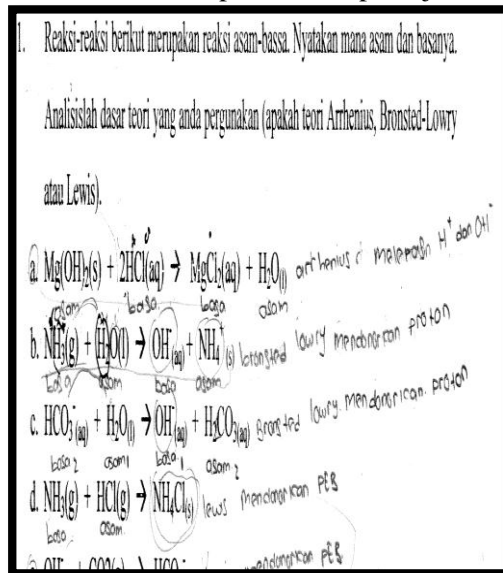 1. Reaksi-reaksi berikut merupakan reaksi asam-bassa. Nyatakan mana asam dan basanya.
Analisislah dasar teori yang anda pergunakan (apakah teori Arrhenius, Bronsted-Lowry
atau Lewis).
a. Mg(OH)₂(s) + 2HCl(aq) → MgCl₂(aq) + H₂O(l) arrhenius melepaskan H⁺ dan OH⁻
asam basa basa asam
b. NH₃(g) + H₂O(l) → OH⁻(aq) + NH₄⁺(s) bronsted lowry mendonorkan proton
basa asam basa asam
c. HCO₃⁻(aq) + H₂O(l) → OH⁻(aq) + H₂CO₃(aq) Bronsted lowry. Mendonorkan proton
basa 2 asam 1 basa 1 asam 2
d. NH₃(g) + HCl(g) → NH₄Cl(s) lewis mendonorkan PEB
basa asam
mendonorkan PEB